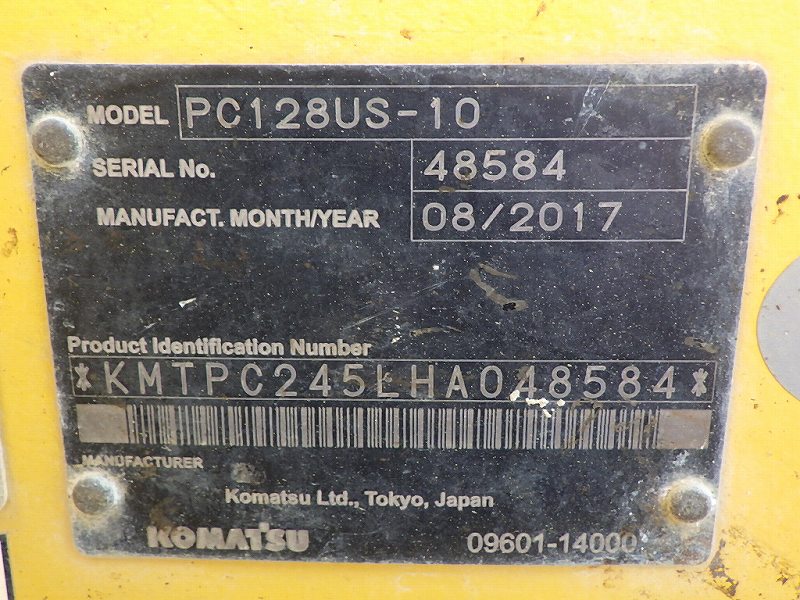 MODEL PC128US-10
SERIAL No. 48584
MANUFACT. MONTH/YEAR 08/2017
Product Identification Number
*KMTPC245LHA048584*
MANUFACTURER
Komatsu Ltd., Tokyo, Japan
KOMATSU 09601-14000